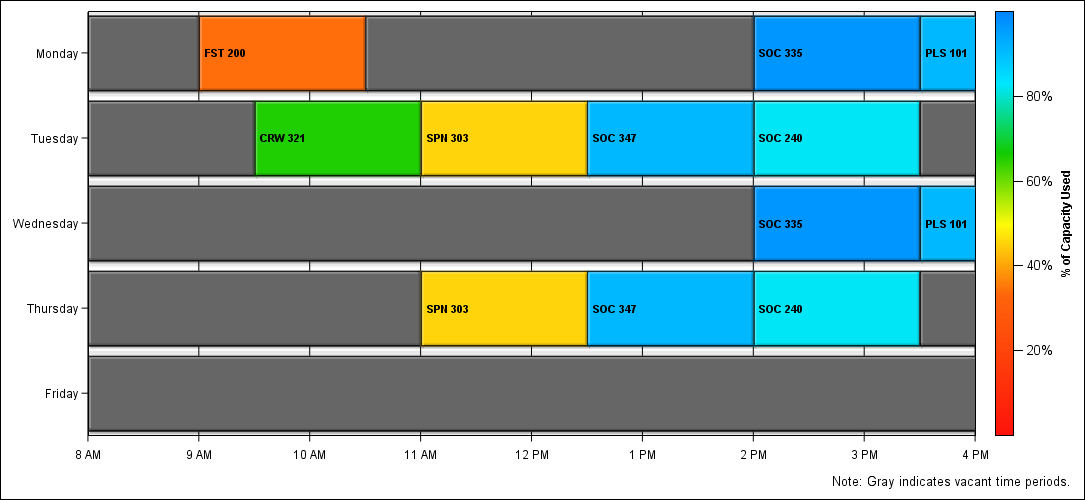 Monday
FST 200
SOC 335
PLS 101
Tuesday
CRW 321
SPN 303
SOC 347
SOC 240
Wednesday
SOC 335
PLS 101
Thursday
SPN 303
SOC 347
SOC 240
Friday
8 AM
9 AM
10 AM
11 AM
12 PM
1 PM
2 PM
3 PM
4 PM
80%
60%
40%
20%
% of Capacity Used
Note: Gray indicates vacant time periods.